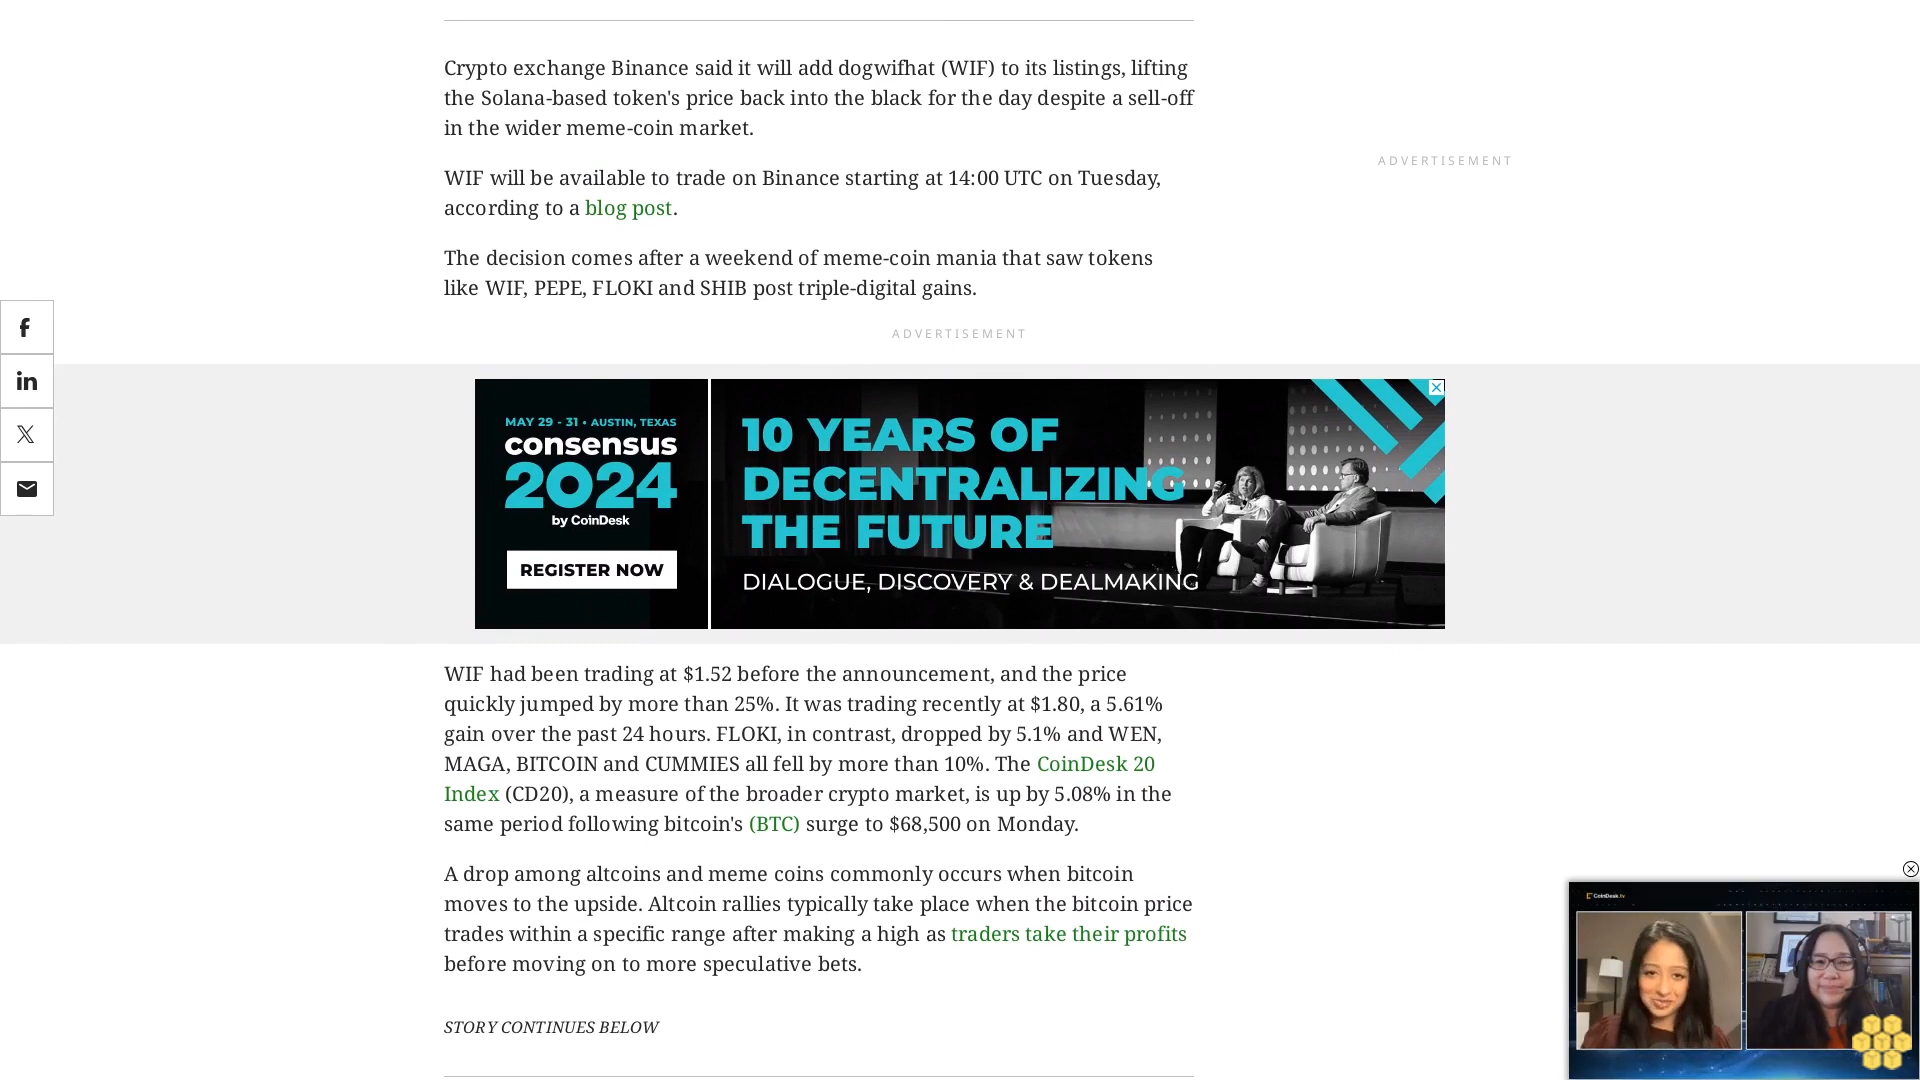 Crypto exchange Binance said it will add dogwifhat (WIF) to its listings, lifting
the Solana-based token's price back into the black for the day despite a sell-off
in the wider meme-coin market.
ADVERTISEMENT
WIF will be available to trade on Binance starting at 14:00 UTC on Tuesday,
according to a blog post.
The decision comes after a weekend of meme-coin mania that saw tokens
like WIF, PEPE, FLOKI and SHIB post triple-digital gains.
ADVERTISEMENT
MAY 29 - 31 • AUSTIN, TEXAS
consensus
2024
by CoinDesk
REGISTER NOW
10 YEARS OF
DECENTRALIZING
THE FUTURE
DIALOGUE, DISCOVERY & DEALMAKING
WIF had been trading at $1.52 before the announcement, and the price
quickly jumped by more than 25%. It was trading recently at $1.80, a 5.61%
gain over the past 24 hours. FLOKI, in contrast, dropped by 5.1% and WEN,
MAGA, BITCOIN and CUMMIES all fell by more than 10%. The CoinDesk 20
Index (CD20), a measure of the broader crypto market, is up by 5.08% in the
same period following bitcoin's (BTC) surge to $68,500 on Monday.
A drop among altcoins and meme coins commonly occurs when bitcoin
moves to the upside. Altcoin rallies typically take place when the bitcoin price
trades within a specific range after making a high as traders take their profits
before moving on to more speculative bets.
STORY CONTINUES BELOW
CoinDesk.tv